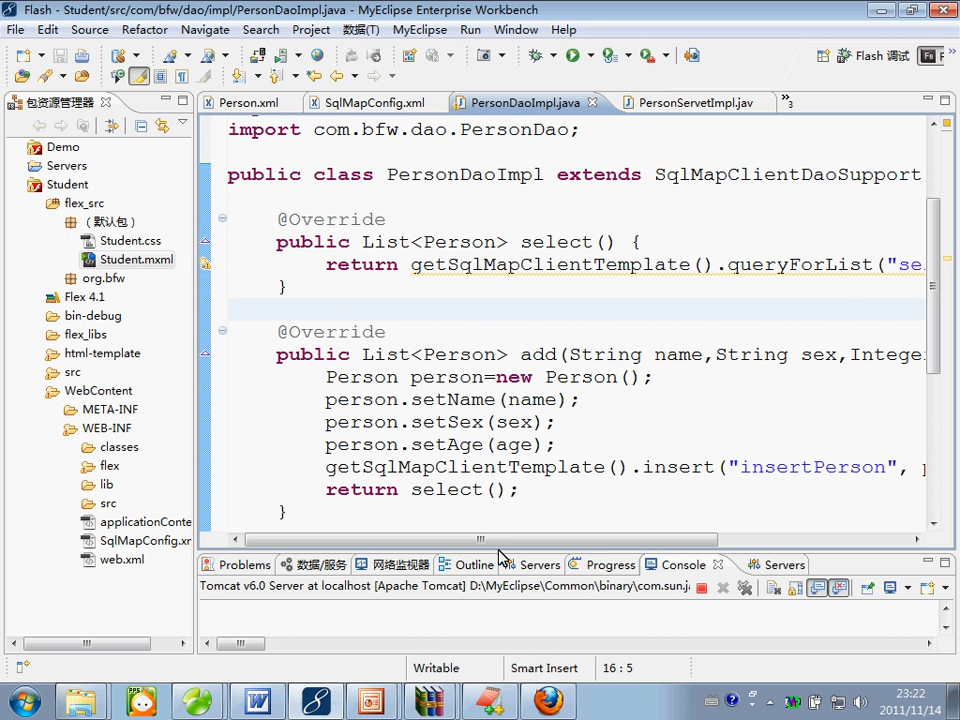 Flash - Student/src/com/bfw/dao/impl/PersonDaoImpl.java - MyEclipse Enterprise Workbench
File Edit Source Refactor Navigate Search Project 数据(T) MyEclipse Run Window Help
Flash 调试
包资源管理器
Person.xml SqlMapConfig.xml PersonDaoImpl.java PersonServetImpl.jav 3
Demo
Servers
Student
flex_src
（默认包）
Student.css
Student.mxml
org.bfw
Flex 4.1
bin-debug
flex_libs
html-template
src
WebContent
META-INF
WEB-INF
classes
flex
lib
src
applicationConte
SqlMapConfig.xr
web.xml
import com.bfw.dao.PersonDao;
public class PersonDaoImpl extends SqlMapClientDaoSupport
@Override
public List<Person> select() {
return getSqlMapClientTemplate().queryForList("se
}
@Override
public List<Person> add(String name,String sex,Integer
Person person=new Person();
person.setName(name);
person.setSex(sex);
person.setAge(age);
getSqlMapClientTemplate().insert("insertPerson", p
return select();
}
Problems 数据/服务 网络监视器 Outline Servers Progress Console Servers
Tomcat v6.0 Server at localhost [Apache Tomcat] D:\MyEclipse\Common\binary\com.sun.ja
Writable Smart Insert 16 : 5
23:22
2011/11/14